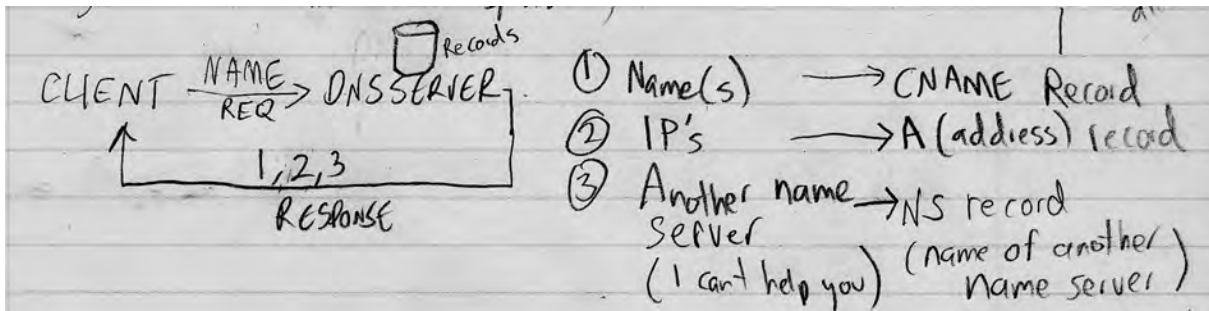 Records
CLIENT NAME REQ DNSSERVER
1,2,3
RESPONSE
① Name(s) → CNAME Record
② IP's → A (address) record
③ Another name → NS record
server (name of another
(I can't help you) name server)